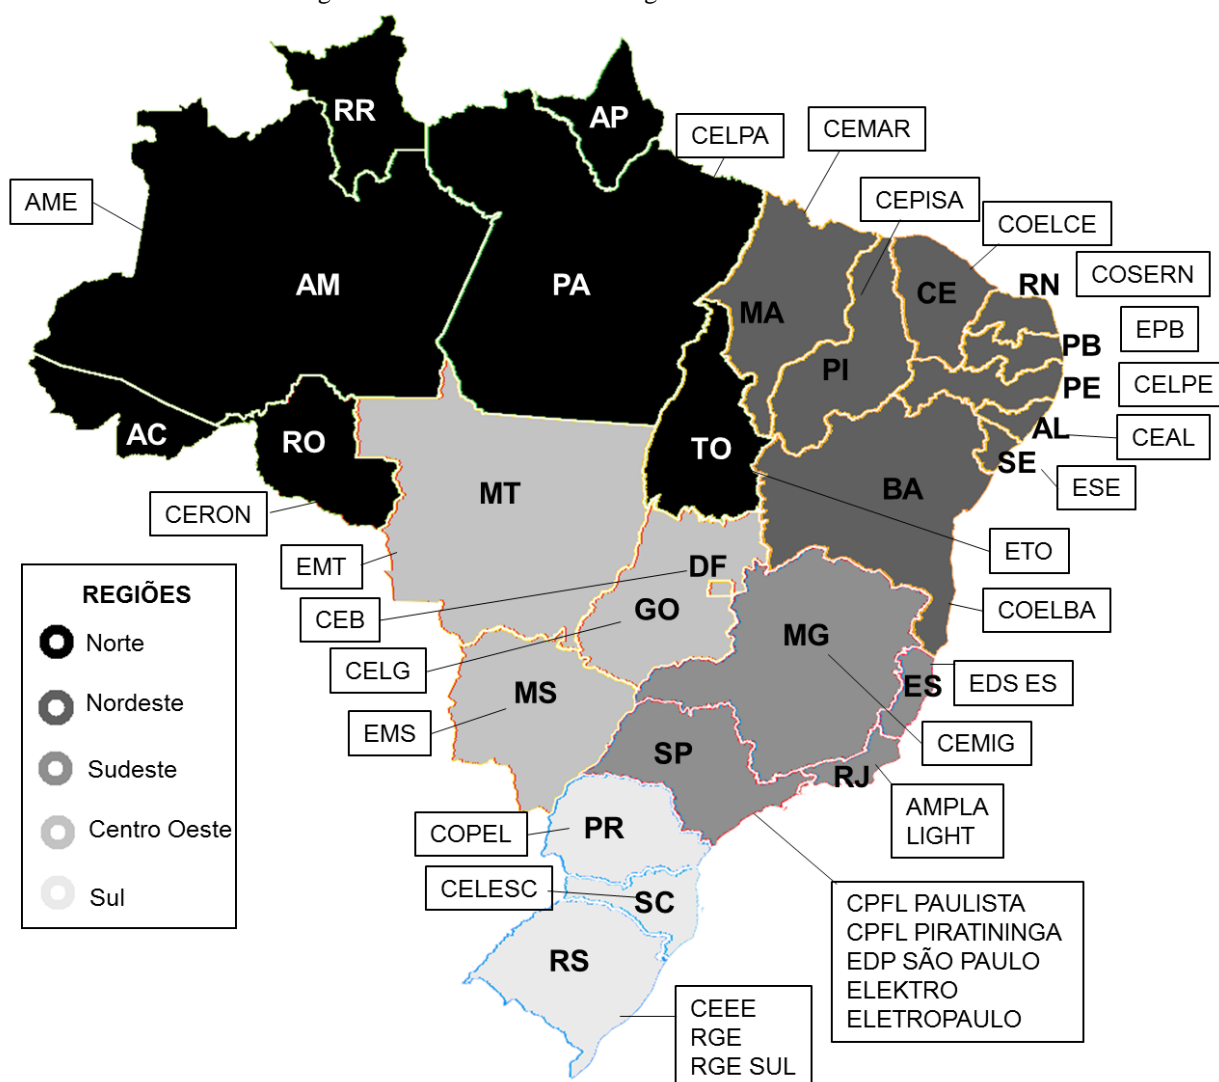 RR
AP
CELPA
CEMAR
AME
CEPISA
COELCE
AM
PA
MA
CE
RN
COSERN
EPB
PB
PI
PE
CELPE
AC
RO
TO
AL
CEAL
SE
ESE
MT
BA
CERON
ETO
EMT
DF
CEB
GO
MG
COELBA
CELG
MS
ES
EDS ES
EMS
CEMIG
SP
RJ
AMPLA
LIGHT
COPEL
PR
CELESC
SC
RS
CPFL PAULISTA
CPFL PIRATININGA
EDP SÃO PAULO
ELEKTRO
ELETROPAULO
CEEE
RGE
RGE SUL
REGIÕES
Norte
Nordeste
Sudeste
Centro Oeste
Sul